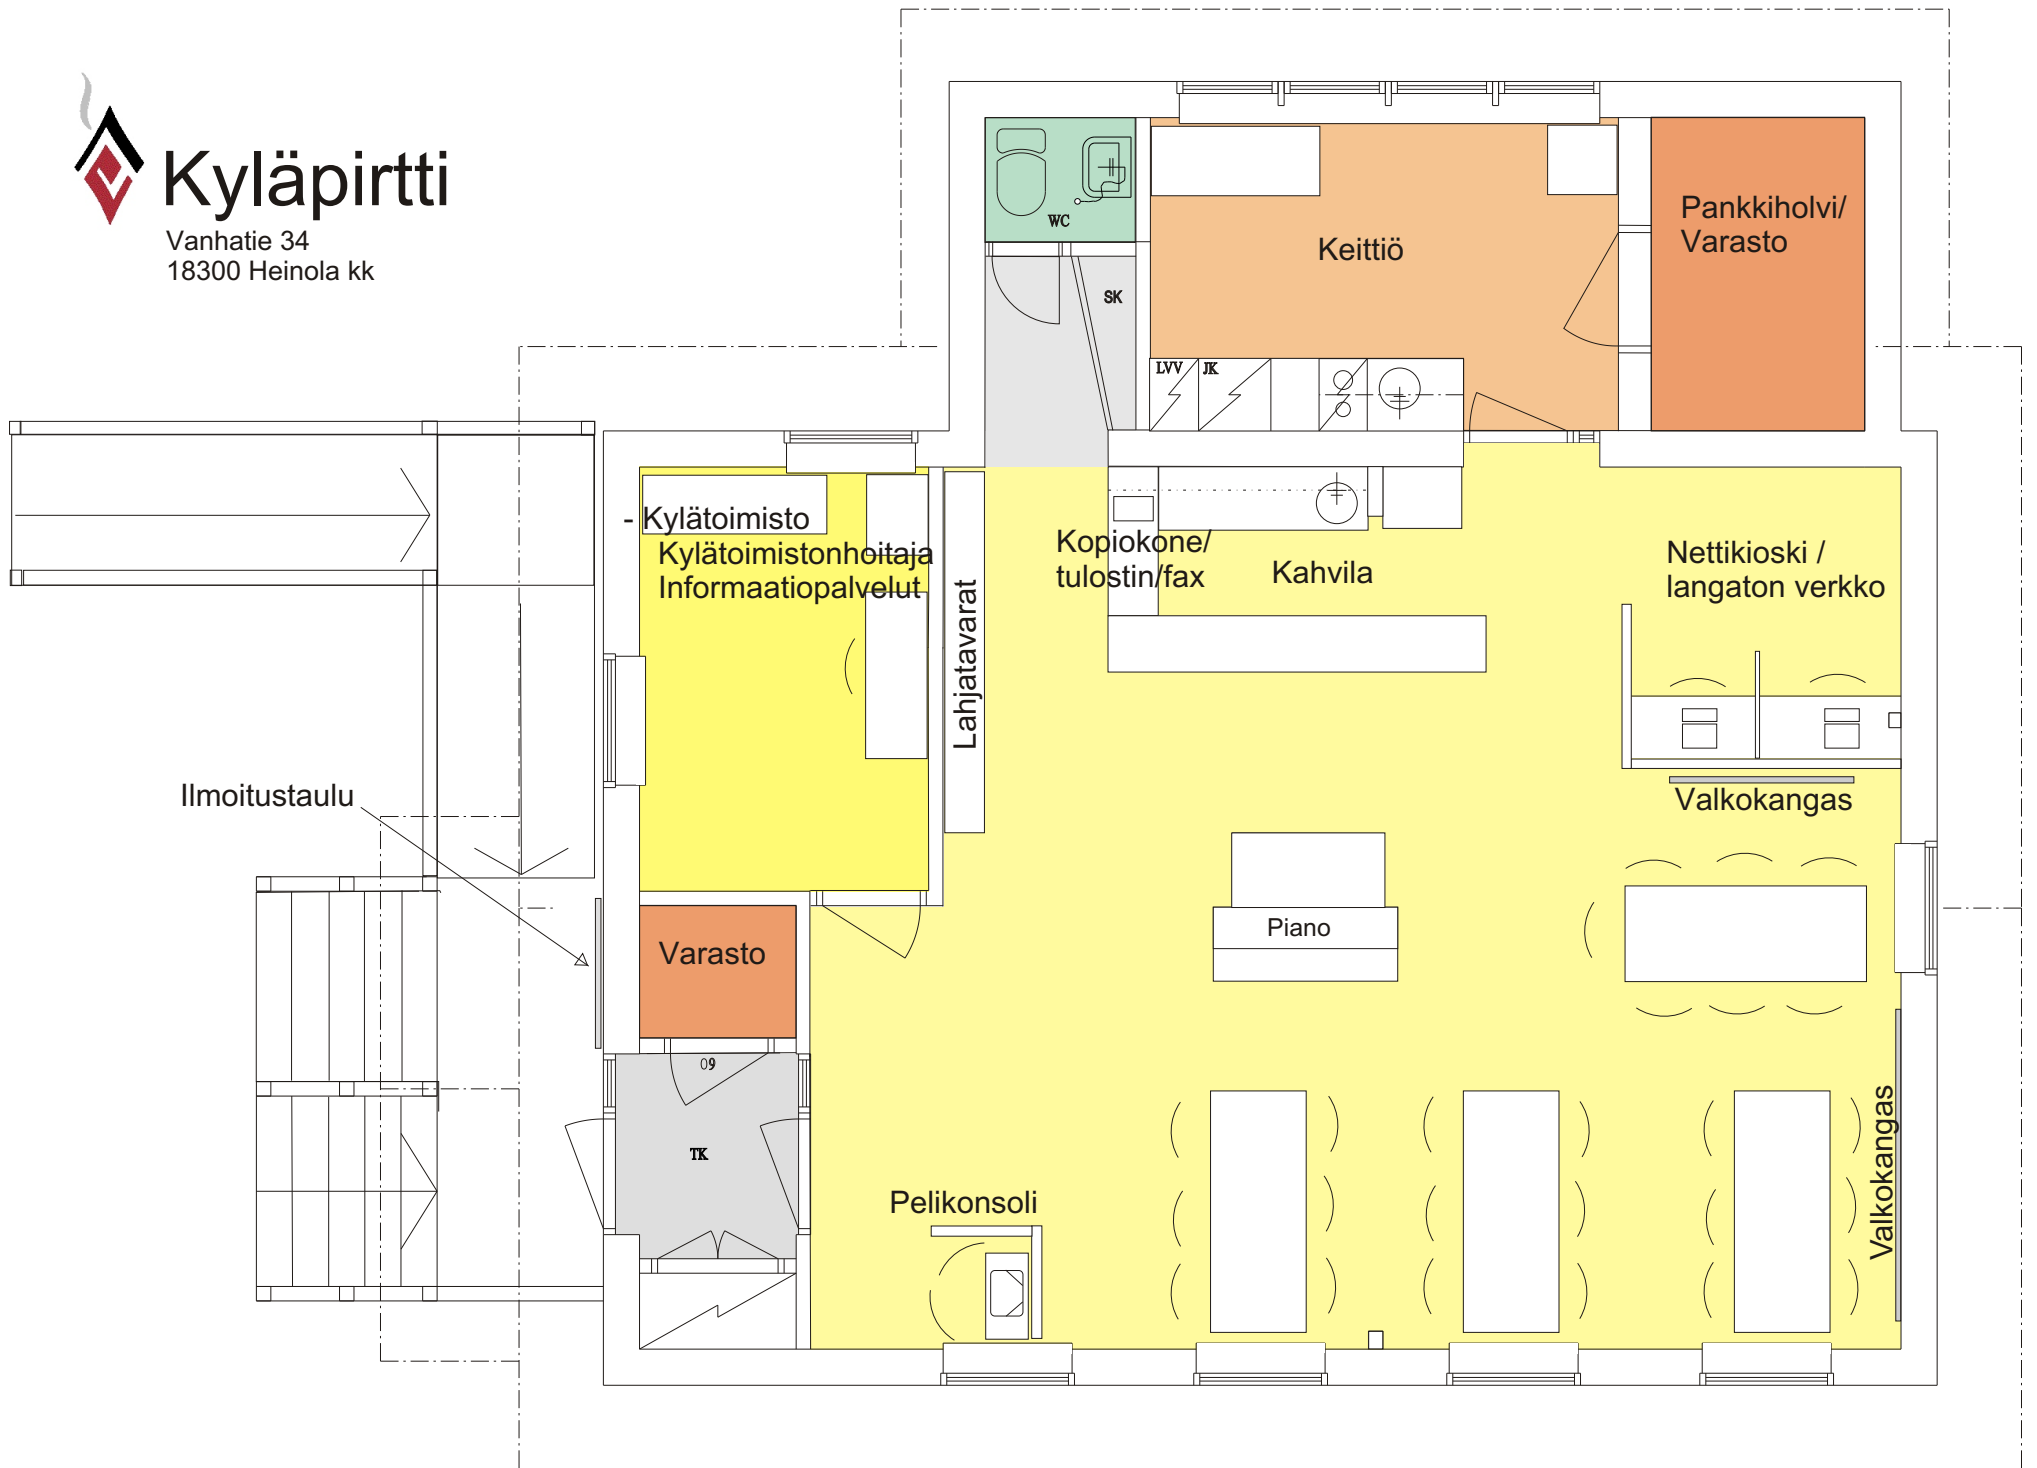 Kyläpirtti
Vanhatie 34
18300 Heinola kk
WC
SK
Keittiö
Pankkiholvi/
Varasto
LVV
JK
- Kylätoimisto
Kylätoimistonhoitaja
Informaatiopalvelut
Lahjatavarat
Kopiokone/
tulostin/fax
Kahvila
Nettikioski /
langaton verkko
Ilmoitustaulu
Valkokangas
Piano
Varasto
09
TK
Pelikonsoli
Valkokangas